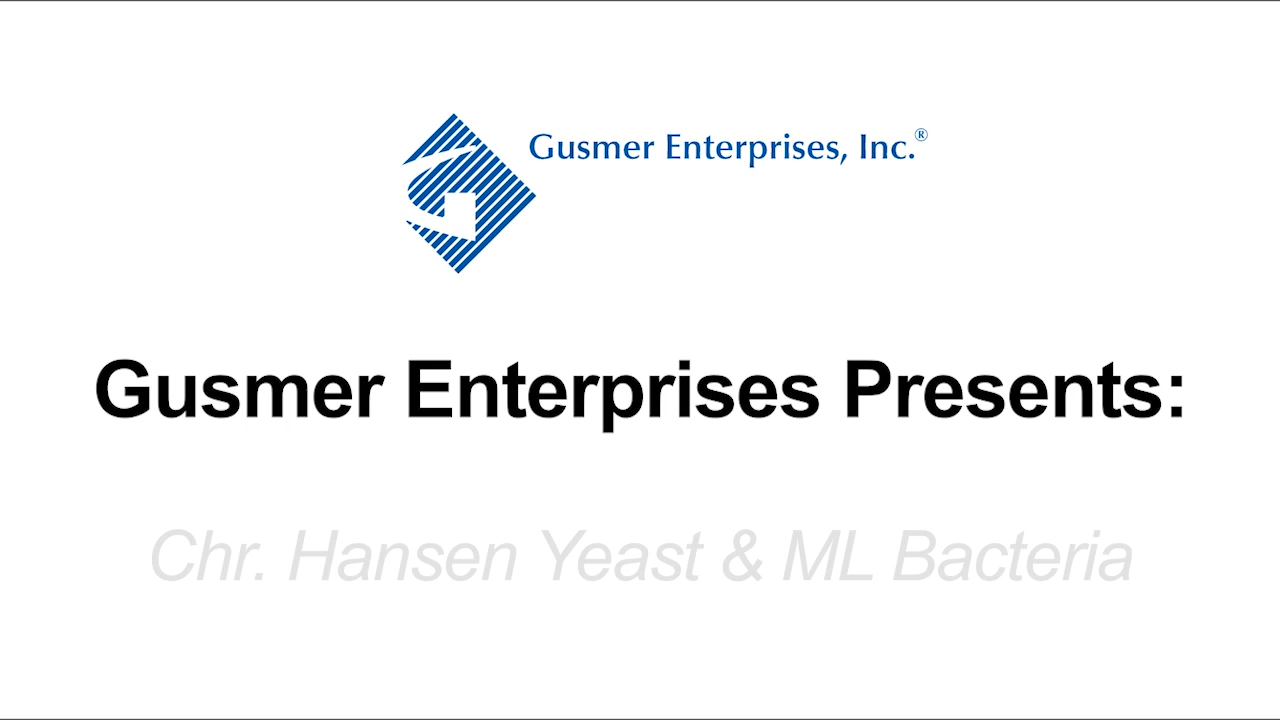 Gusmer Enterprises, Inc.®
Gusmer Enterprises Presents:
Chr. Hansen Yeast & ML Bacteria